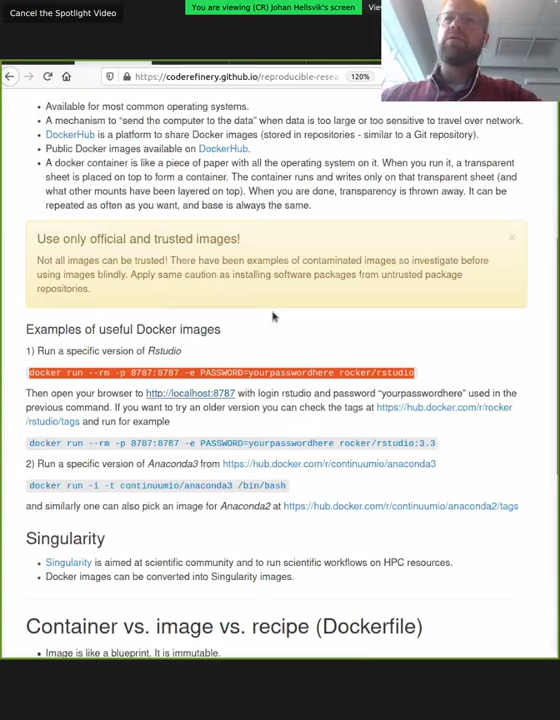 Cancel the Spotlight Video
You are viewing (CR) Johan Hellsvik's screen
https://coderefinery.github.io/reproducible-resea
120%
Available for most common operating systems.
A mechanism to “send the computer to the data” when data is too large or too sensitive to travel over network.
DockerHub is a platform to share Docker images (stored in repositories - similar to a Git repository).
Public Docker images available on DockerHub.
A docker container is like a piece of paper with all the operating system on it. When you run it, a transparent
sheet is placed on top to form a container. The container runs and writes only on that transparent sheet (and
what other mounts have been layered on top). When you are done, transparency is thrown away. It can be
repeated as often as you want, and base is always the same.
Use only official and trusted images!
Not all images can be trusted! There have been examples of contaminated images so investigate before
using images blindly. Apply same caution as installing software packages from untrusted package
repositories.
Examples of useful Docker images
1) Run a specific version of Rstudio
docker run --rm -p 8787:8787 -e PASSWORD=yourpasswordhere rocker/rstudio
Then open your browser to http://localhost:8787 with login rstudio and password “yourpasswordhere” used in the
previous command. If you want to try an older version you can check the tags at https://hub.docker.com/r/rocker
/rstudio/tags and run for example
docker run --rm -p 8787:8787 -e PASSWORD=yourpasswordhere rocker/rstudio:3.3
2) Run a specific version of Anaconda3 from https://hub.docker.com/r/continuumio/anaconda3
docker run -i -t continuumio/anaconda3 /bin/bash
and similarly one can also pick an image for Anaconda2 at https://hub.docker.com/r/continuumio/anaconda2/tags
Singularity
Singularity is aimed at scientific community and to run scientific workflows on HPC resources.
Docker images can be converted into Singularity images.
Container vs. image vs. recipe (Dockerfile)
Image is like a blueprint. It is immutable.